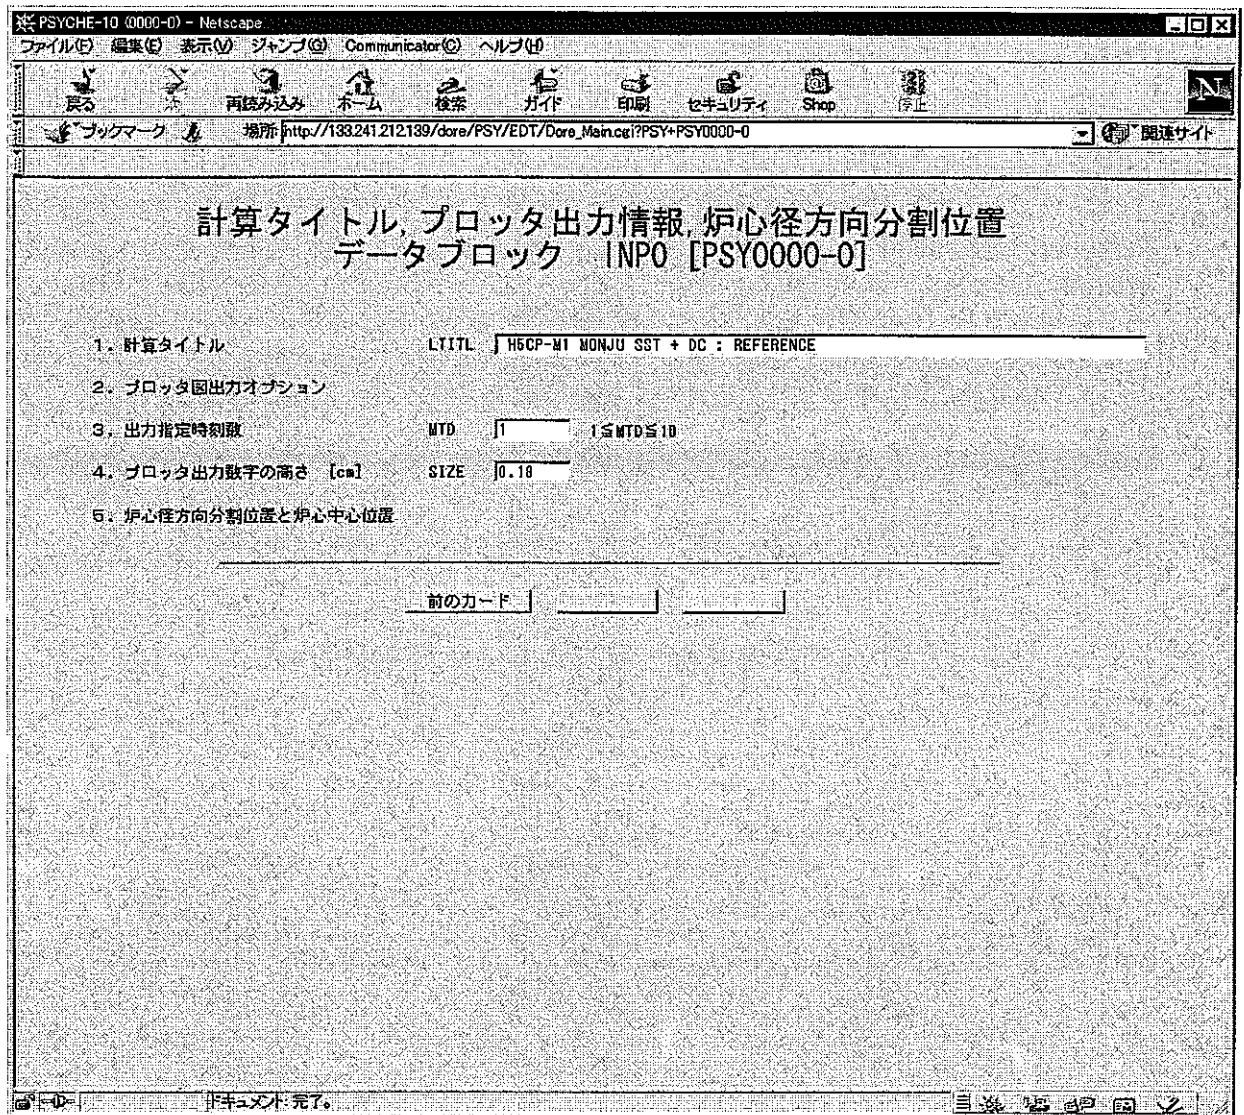 PSYCHE-10 (0000-0) - Netscape
ファイル(F) 編集(E) 表示(V) ジャンプ(G) Communicator(C) ヘルプ(H)
戻る 次 再読み込み ホーム 検索 ガイド 印刷 セキュリティ Shop 停止
ブックマーク 場所: http://133.241.212.139/dore/PSY/EDT/Dore_Main.cgi?PSY+PSY0000-0 関連サイト
計算タイトル, プロッタ出力情報, 炉心径方向分割位置
データブロック INP0 [PSY0000-0]
1. 計算タイトル LTITL H5CP-M1 MONJU SST + DC : REFERENCE
2. プロッタ図出力オプション
3. 出力指定時刻数 MTD 1 1≦MTD≦10
4. プロッタ出力数字の高さ [cm] SIZE 0.18
5. 炉心径方向分割位置と炉心中心位置
前のカード
ドキュメント: 完了。